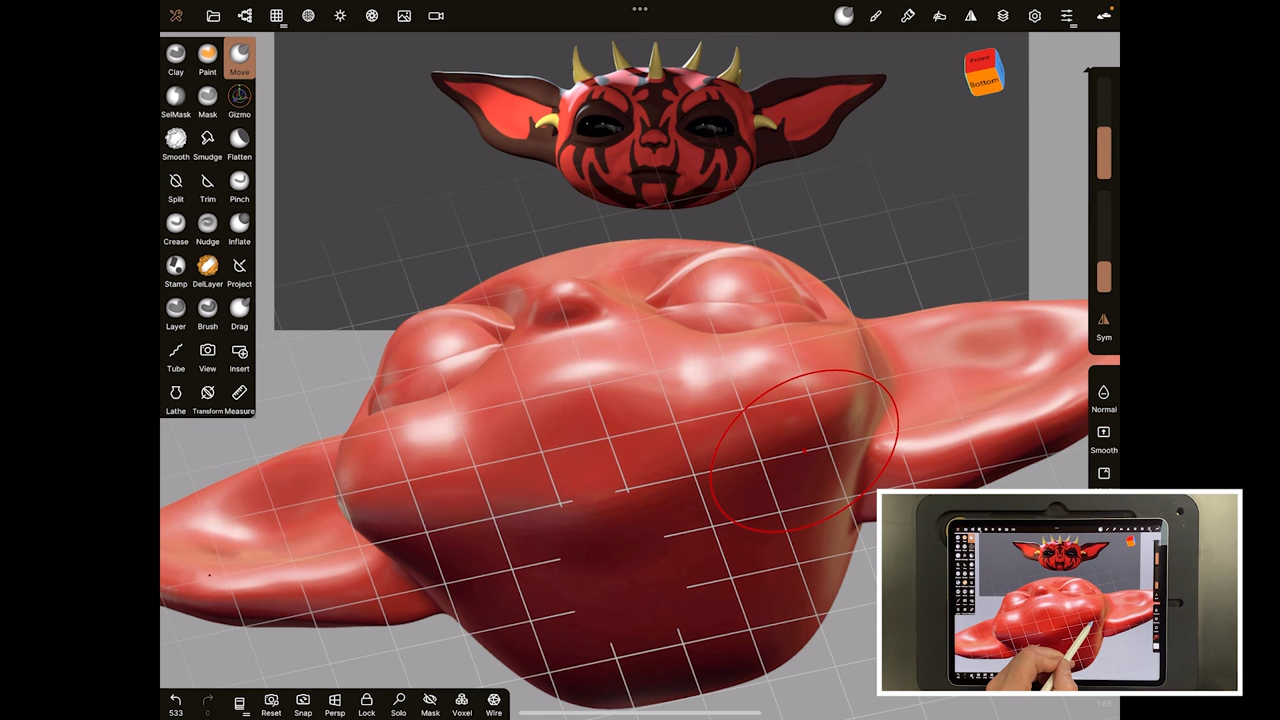 Front
Bottom
Clay Paint Move
SelMask Mask Gizmo
Smooth Smudge Flatten
Split Trim Pinch
Crease Nudge Inflate
Stamp DelLayer Project
Layer Brush Drag
Tube View Insert
Lathe Transform Measure
Sym
Normal
Smooth
533 0 Reset Snap Persp Lock Solo Mask Voxel Wire
1.65